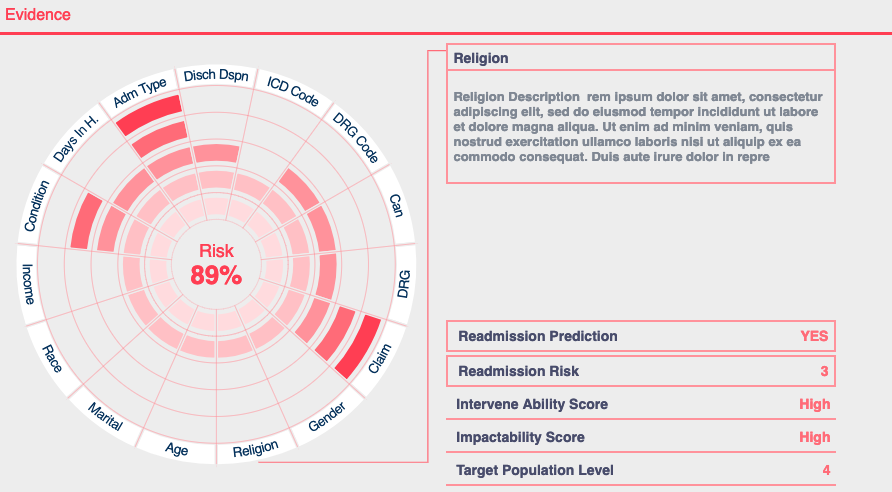 Evidence
Disch Dspn
ICD Code
DRG Code
Can
DRG
Claim
Gender
Religion
Age
Marital
Race
Income
Condition
Days In H.
Adm Type
Risk
89%
Religion
Religion Description  rem ipsum dolor sit amet, consectetur
adipiscing elit, sed do eiusmod tempor incididunt ut labore
et dolore magna aliqua. Ut enim ad minim veniam, quis
nostrud exercitation ullamco laboris nisi ut aliquip ex ea
commodo consequat. Duis aute irure dolor in repre
Readmission Prediction YES
Readmission Risk 3
Intervene Ability Score High
Impactability Score High
Target Population Level 4